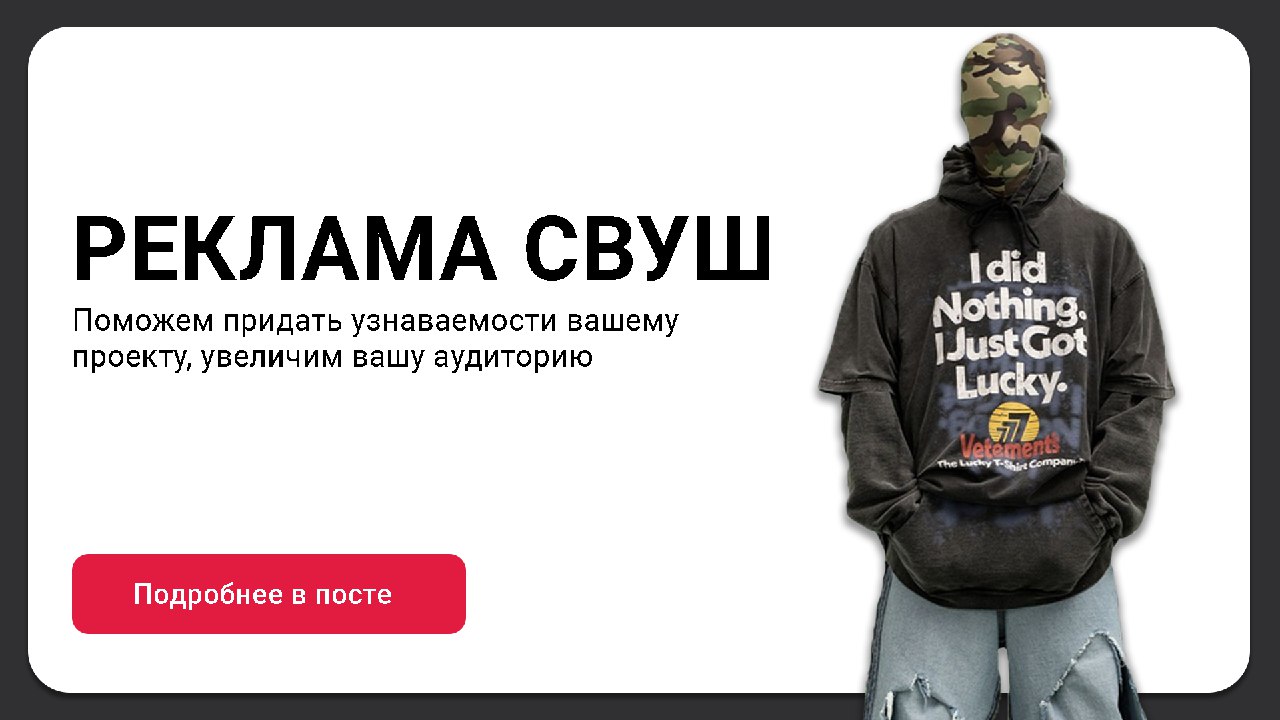 РЕКЛАМА СВУШ
Поможем придать узнаваемости вашему
проекту, увеличим вашу аудиторию
Подробнее в посте
I did
Nothing.
I Just Got
Lucky.
Vetements
The Lucky T-Shirt Company